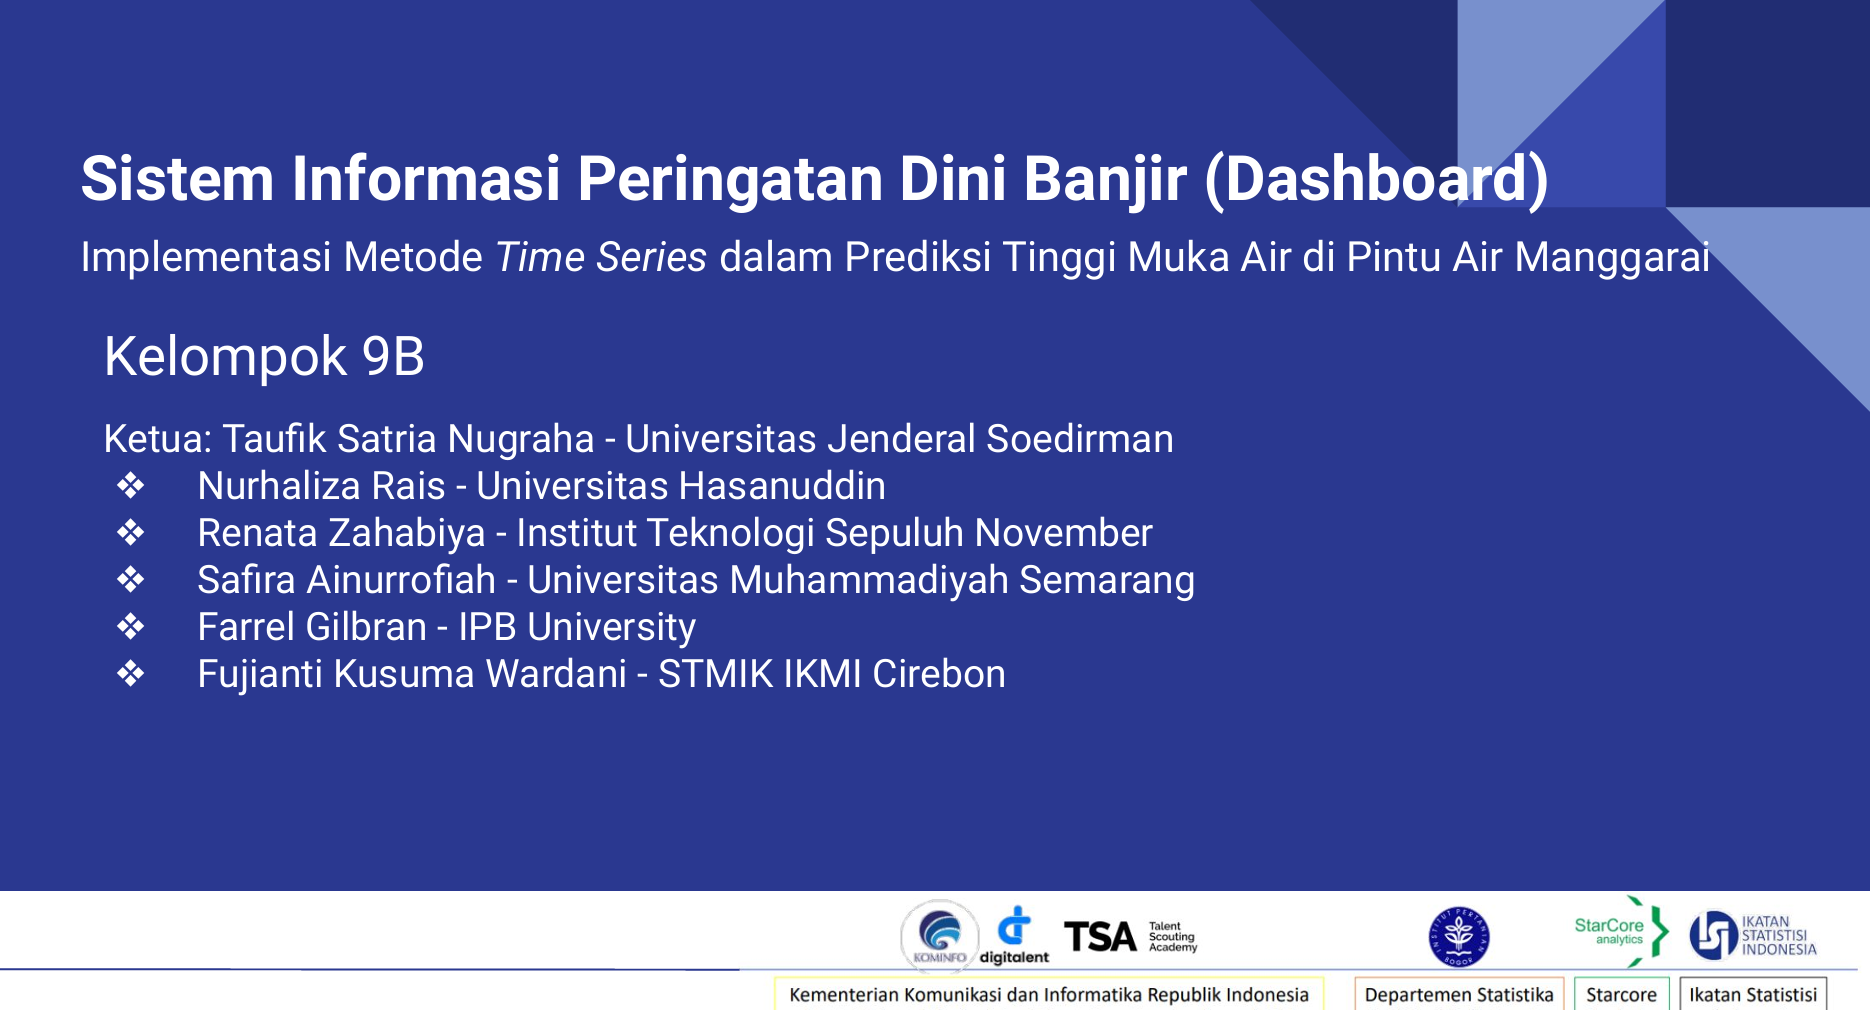 Sistem Informasi Peringatan Dini Banjir (Dashboard)
Implementasi Metode Time Series dalam Prediksi Tinggi Muka Air di Pintu Air Manggarai
Kelompok 9B
Ketua: Taufik Satria Nugraha - Universitas Jenderal Soedirman
❖ Nurhaliza Rais - Universitas Hasanuddin
❖ Renata Zahabiya - Institut Teknologi Sepuluh November
❖ Safira Ainurrofiah - Universitas Muhammadiyah Semarang
❖ Farrel Gilbran - IPB University
❖ Fujianti Kusuma Wardani - STMIK IKMI Cirebon
KOMINFO
digitalent
TSA
Talent
Scouting
Academy
INSTITUT PERTANIAN
BOGOR
StarCore
analytics
IKATAN
STATISTISI
INDONESIA
Kementerian Komunikasi dan Informatika Republik Indonesia
Departemen Statistika
Starcore
Ikatan Statistisi